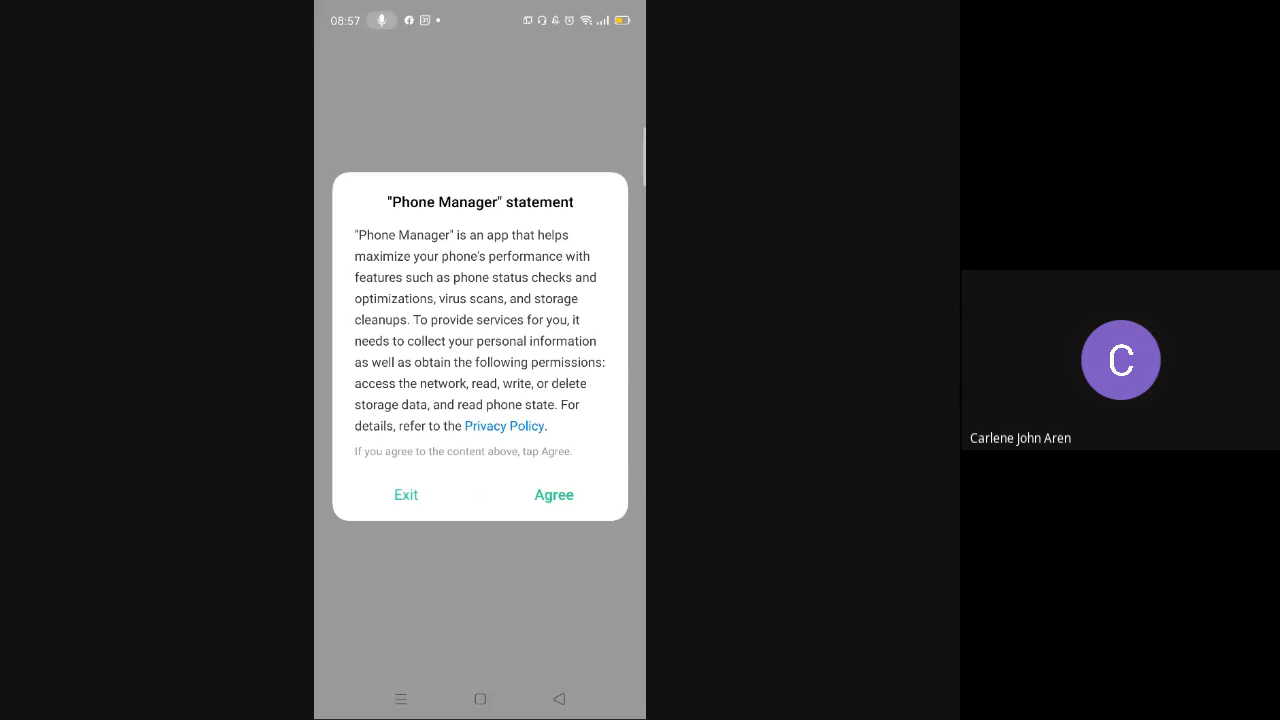 08:57
31
"Phone Manager" statement
"Phone Manager" is an app that helps
maximize your phone's performance with
features such as phone status checks and
optimizations, virus scans, and storage
cleanups. To provide services for you, it
needs to collect your personal information
as well as obtain the following permissions:
access the network, read, write, or delete
storage data, and read phone state. For
details, refer to the Privacy Policy.
If you agree to the content above, tap Agree.
Exit Agree
C
Carlene John Aren